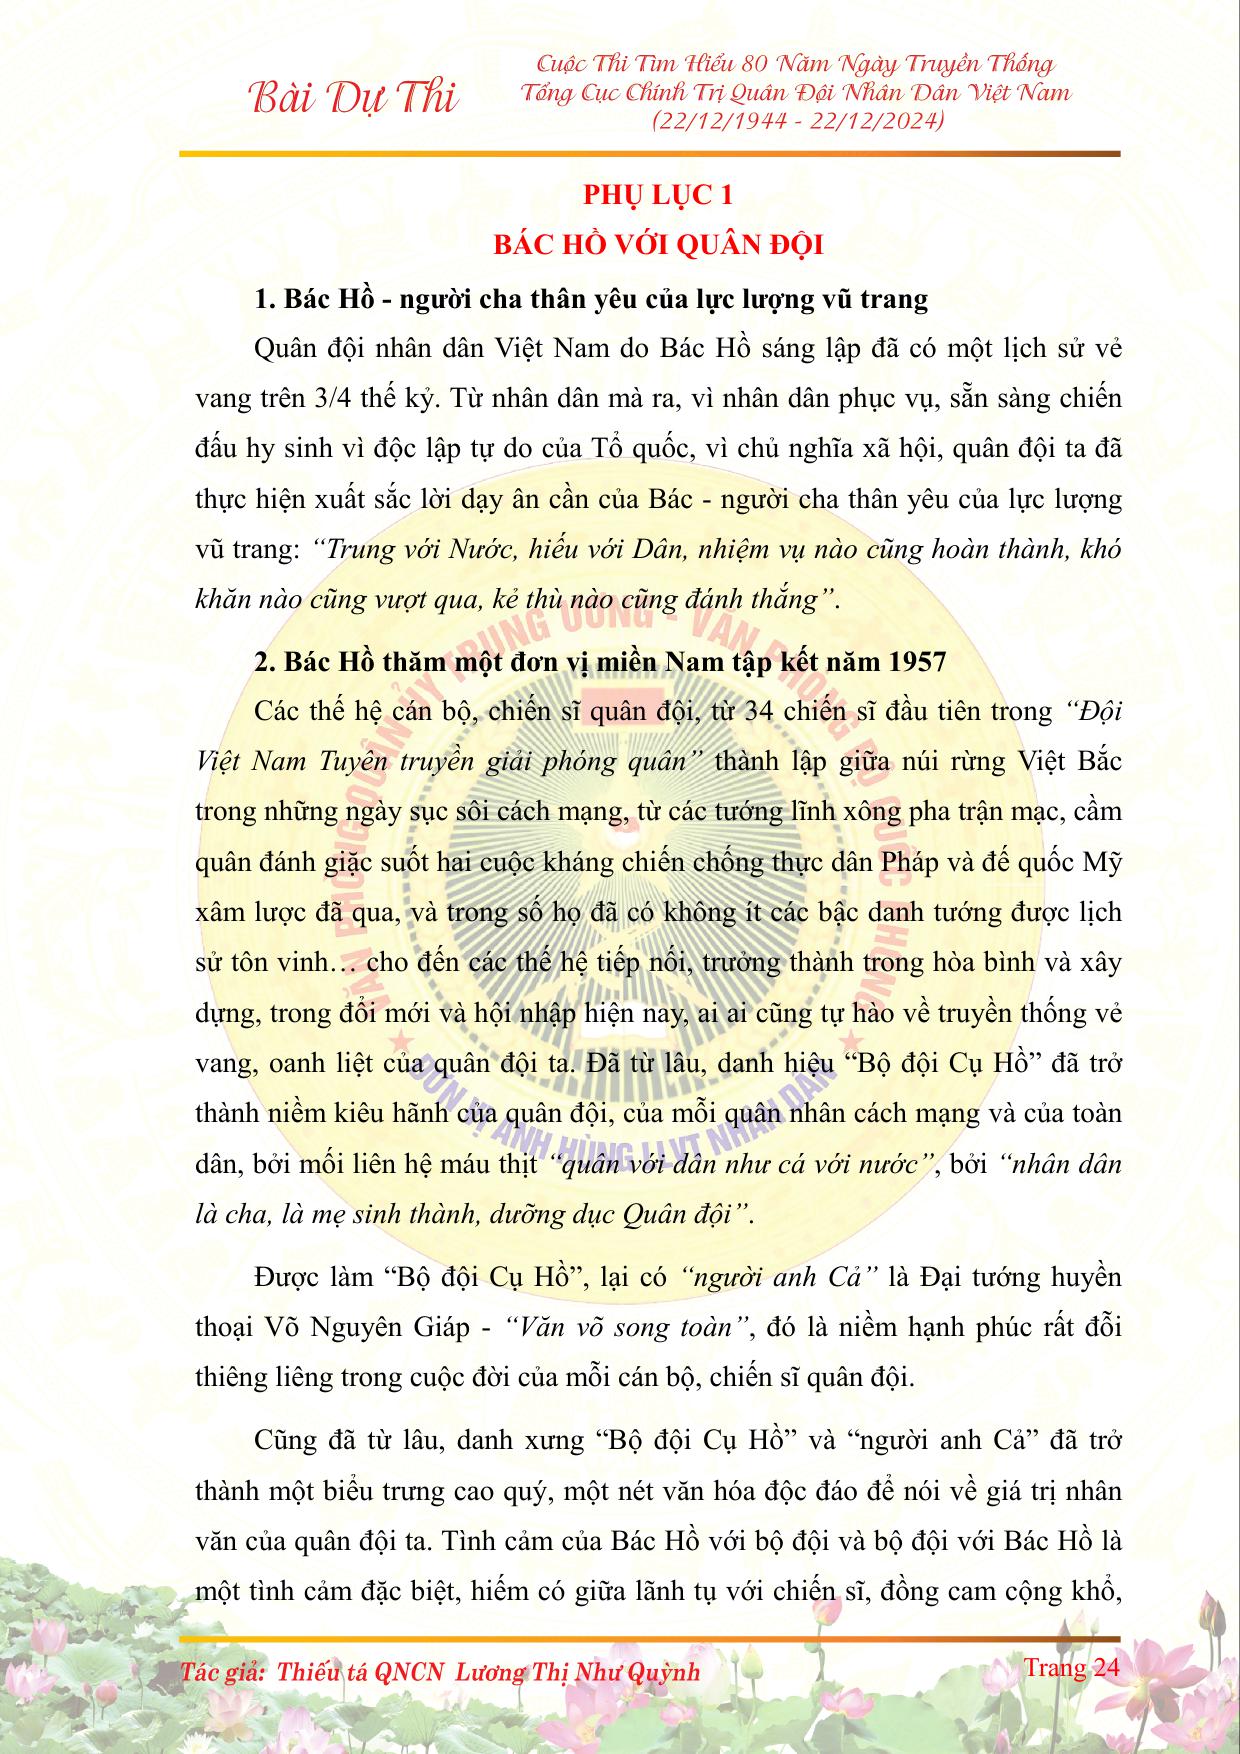 Bài Dự Thi
Cuộc Thi Tìm Hiểu 80 Năm Ngày Truyền Thống
Tổng Cục Chính Trị Quân Đội Nhân Dân Việt Nam
(22/12/1944 - 22/12/2024)
PHỤ LỤC 1
BÁC HỒ VỚI QUÂN ĐỘI
1. Bác Hồ - người cha thân yêu của lực lượng vũ trang
Quân đội nhân dân Việt Nam do Bác Hồ sáng lập đã có một lịch sử vẻ
vang trên 3/4 thế kỷ. Từ nhân dân mà ra, vì nhân dân phục vụ, sẵn sàng chiến
đấu hy sinh vì độc lập tự do của Tổ quốc, vì chủ nghĩa xã hội, quân đội ta đã
thực hiện xuất sắc lời dạy ân cần của Bác - người cha thân yêu của lực lượng
vũ trang: “Trung với Nước, hiếu với Dân, nhiệm vụ nào cũng hoàn thành, khó
khăn nào cũng vượt qua, kẻ thù nào cũng đánh thắng”.
2. Bác Hồ thăm một đơn vị miền Nam tập kết năm 1957
Các thế hệ cán bộ, chiến sĩ quân đội, từ 34 chiến sĩ đầu tiên trong “Đội
Việt Nam Tuyên truyền giải phóng quân” thành lập giữa núi rừng Việt Bắc
trong những ngày sục sôi cách mạng, từ các tướng lĩnh xông pha trận mạc, cầm
quân đánh giặc suốt hai cuộc kháng chiến chống thực dân Pháp và đế quốc Mỹ
xâm lược đã qua, và trong số họ đã có không ít các bậc danh tướng được lịch
sử tôn vinh… cho đến các thế hệ tiếp nối, trưởng thành trong hòa bình và xây
dựng, trong đổi mới và hội nhập hiện nay, ai ai cũng tự hào về truyền thống vẻ
vang, oanh liệt của quân đội ta. Đã từ lâu, danh hiệu “Bộ đội Cụ Hồ” đã trở
thành niềm kiêu hãnh của quân đội, của mỗi quân nhân cách mạng và của toàn
dân, bởi mối liên hệ máu thịt “quân với dân như cá với nước”, bởi “nhân dân
là cha, là mẹ sinh thành, dưỡng dục Quân đội”.
Được làm “Bộ đội Cụ Hồ”, lại có “người anh Cả” là Đại tướng huyền
thoại Võ Nguyên Giáp - “Văn võ song toàn”, đó là niềm hạnh phúc rất đỗi
thiêng liêng trong cuộc đời của mỗi cán bộ, chiến sĩ quân đội.
Cũng đã từ lâu, danh xưng “Bộ đội Cụ Hồ” và “người anh Cả” đã trở
thành một biểu trưng cao quý, một nét văn hóa độc đáo để nói về giá trị nhân
văn của quân đội ta. Tình cảm của Bác Hồ với bộ đội và bộ đội với Bác Hồ là
một tình cảm đặc biệt, hiếm có giữa lãnh tụ với chiến sĩ, đồng cam cộng khổ,
VĂN PHÒNG QUÂN ỦY TRUNG ƯƠNG - VĂN PHÒNG BỘ QUỐC PHÒNG
ĐƠN VỊ ANH HÙNG LLVT NHÂN DÂN
Tác giả: Thiếu tá QNCN Lương Thị Như Quỳnh
Trang 24